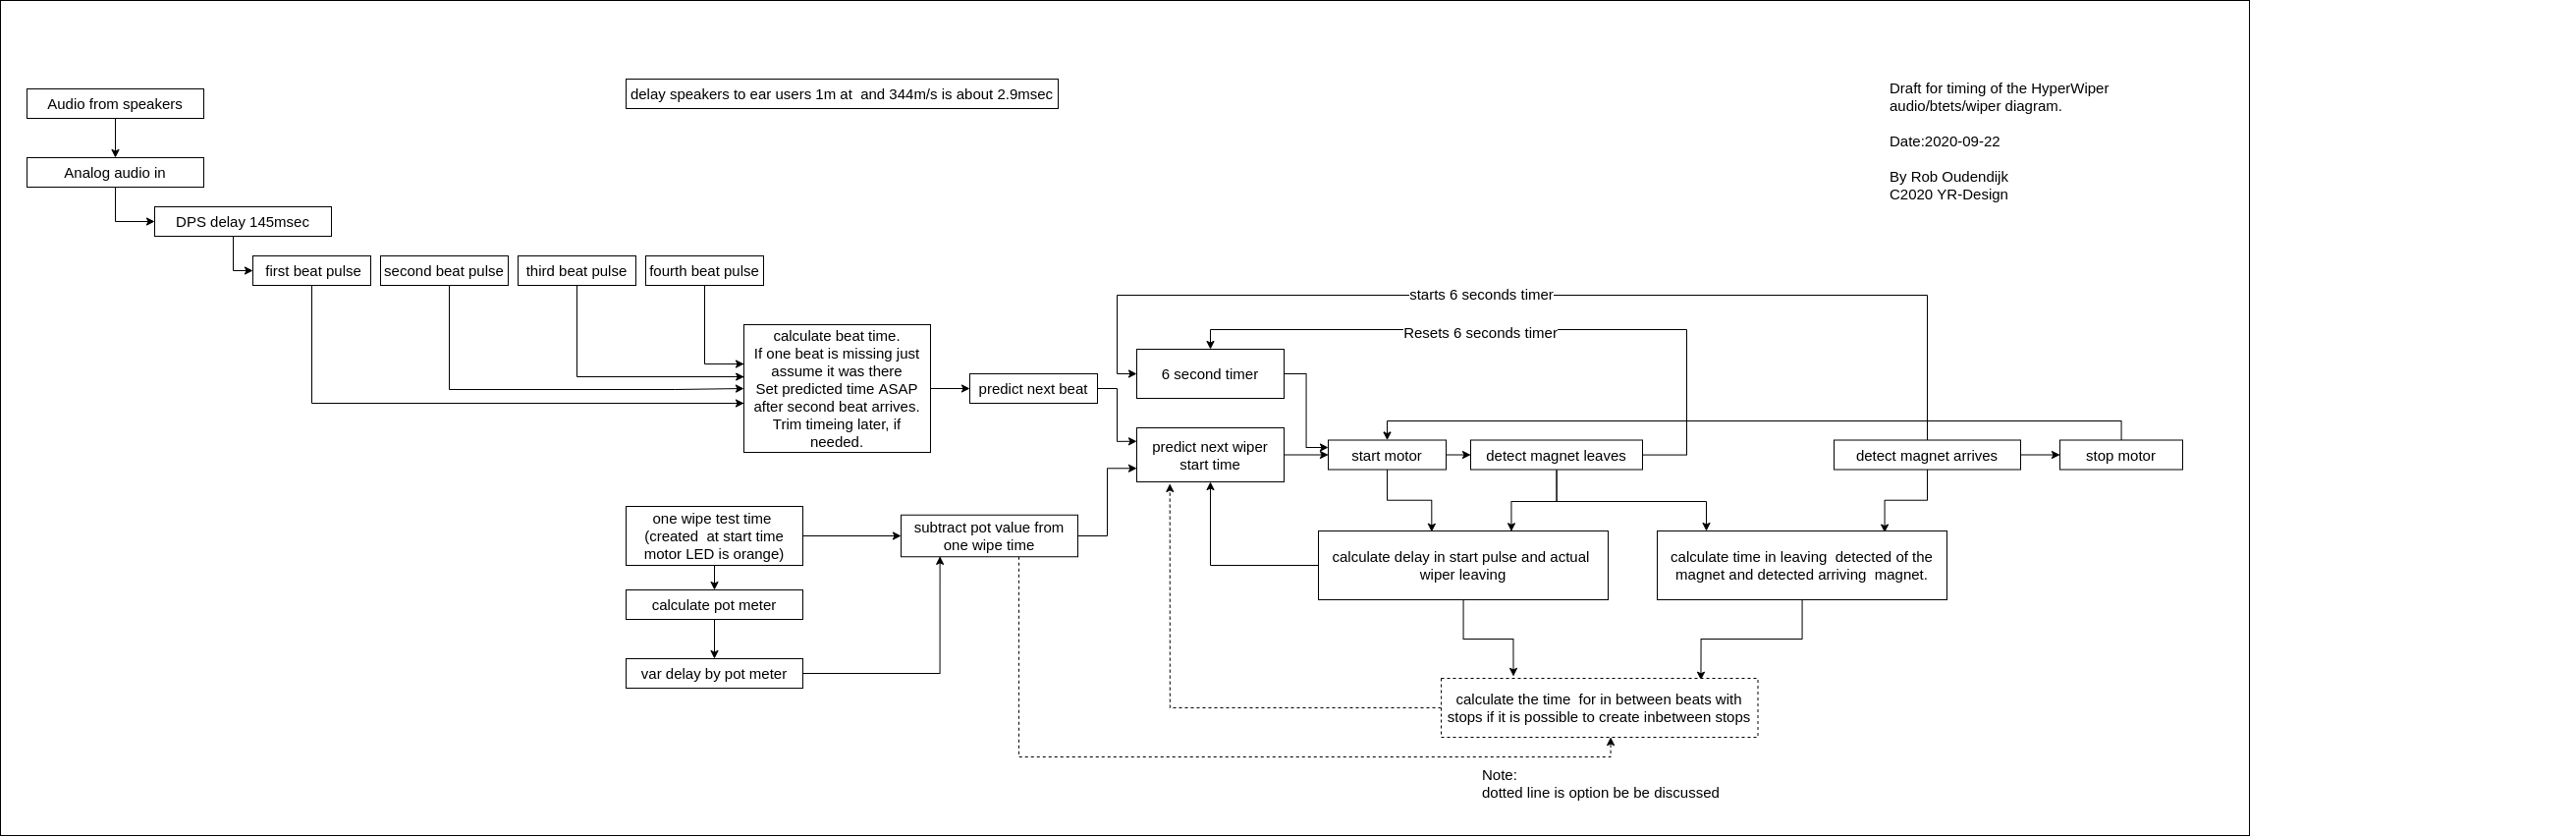 Draft for timing of the HyperWiper
audio/btets/wiper diagram.
Date:2020-09-22
By Rob Oudendijk
C2020 YR-Design
delay speakers to ear users 1m at  and 344m/s is about 2.9msec
Audio from speakers
Analog audio in
DPS delay 145msec
first beat pulse
second beat pulse
third beat pulse
fourth beat pulse
calculate beat time.
If one beat is missing just
assume it was there
Set predicted time ASAP
after second beat arrives.
Trim timeing later, if
needed.
predict next beat
starts 6 seconds timer
Resets 6 seconds timer
6 second timer
predict next wiper
start time
start motor
detect magnet leaves
detect magnet arrives
stop motor
one wipe test time
(created  at start time
motor LED is orange)
subtract pot value from
one wipe time
calculate pot meter
var delay by pot meter
calculate delay in start pulse and actual
wiper leaving
calculate time in leaving  detected of the
magnet and detected arriving  magnet.
calculate the time  for in between beats with
stops if it is possible to create inbetween stops
Note:
dotted line is option be be discussed